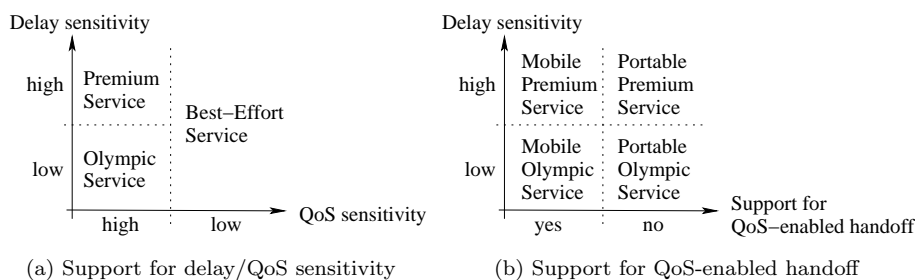 Delay sensitivity
high
low
Premium
Service
Olympic
Service
Best−Effort
Service
high
low
QoS sensitivity
(a) Support for delay/QoS sensitivity
Delay sensitivity
high
low
Mobile
Premium
Service
Portable
Premium
Service
Mobile
Olympic
Service
Portable
Olympic
Service
yes
no
Support for
QoS−enabled handoff
(b) Support for QoS-enabled handoff